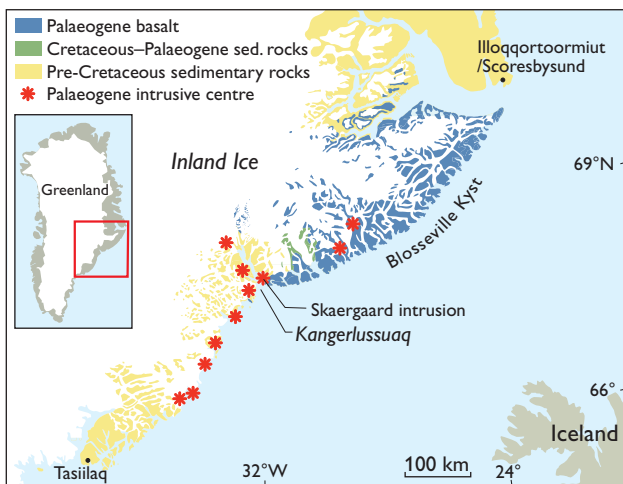 Palaeogene basalt
Cretaceous–Palaeogene sed. rocks
Pre-Cretaceous sedimentary rocks
Palaeogene intrusive centre
Illoqqortoormiut
/Scoresbysund
Inland Ice
Greenland
69°N
Blosseville Kyst
Skaergaard intrusion
Kangerlussuaq
66°
Iceland
Tasiilaq
32°W
100 km
24°